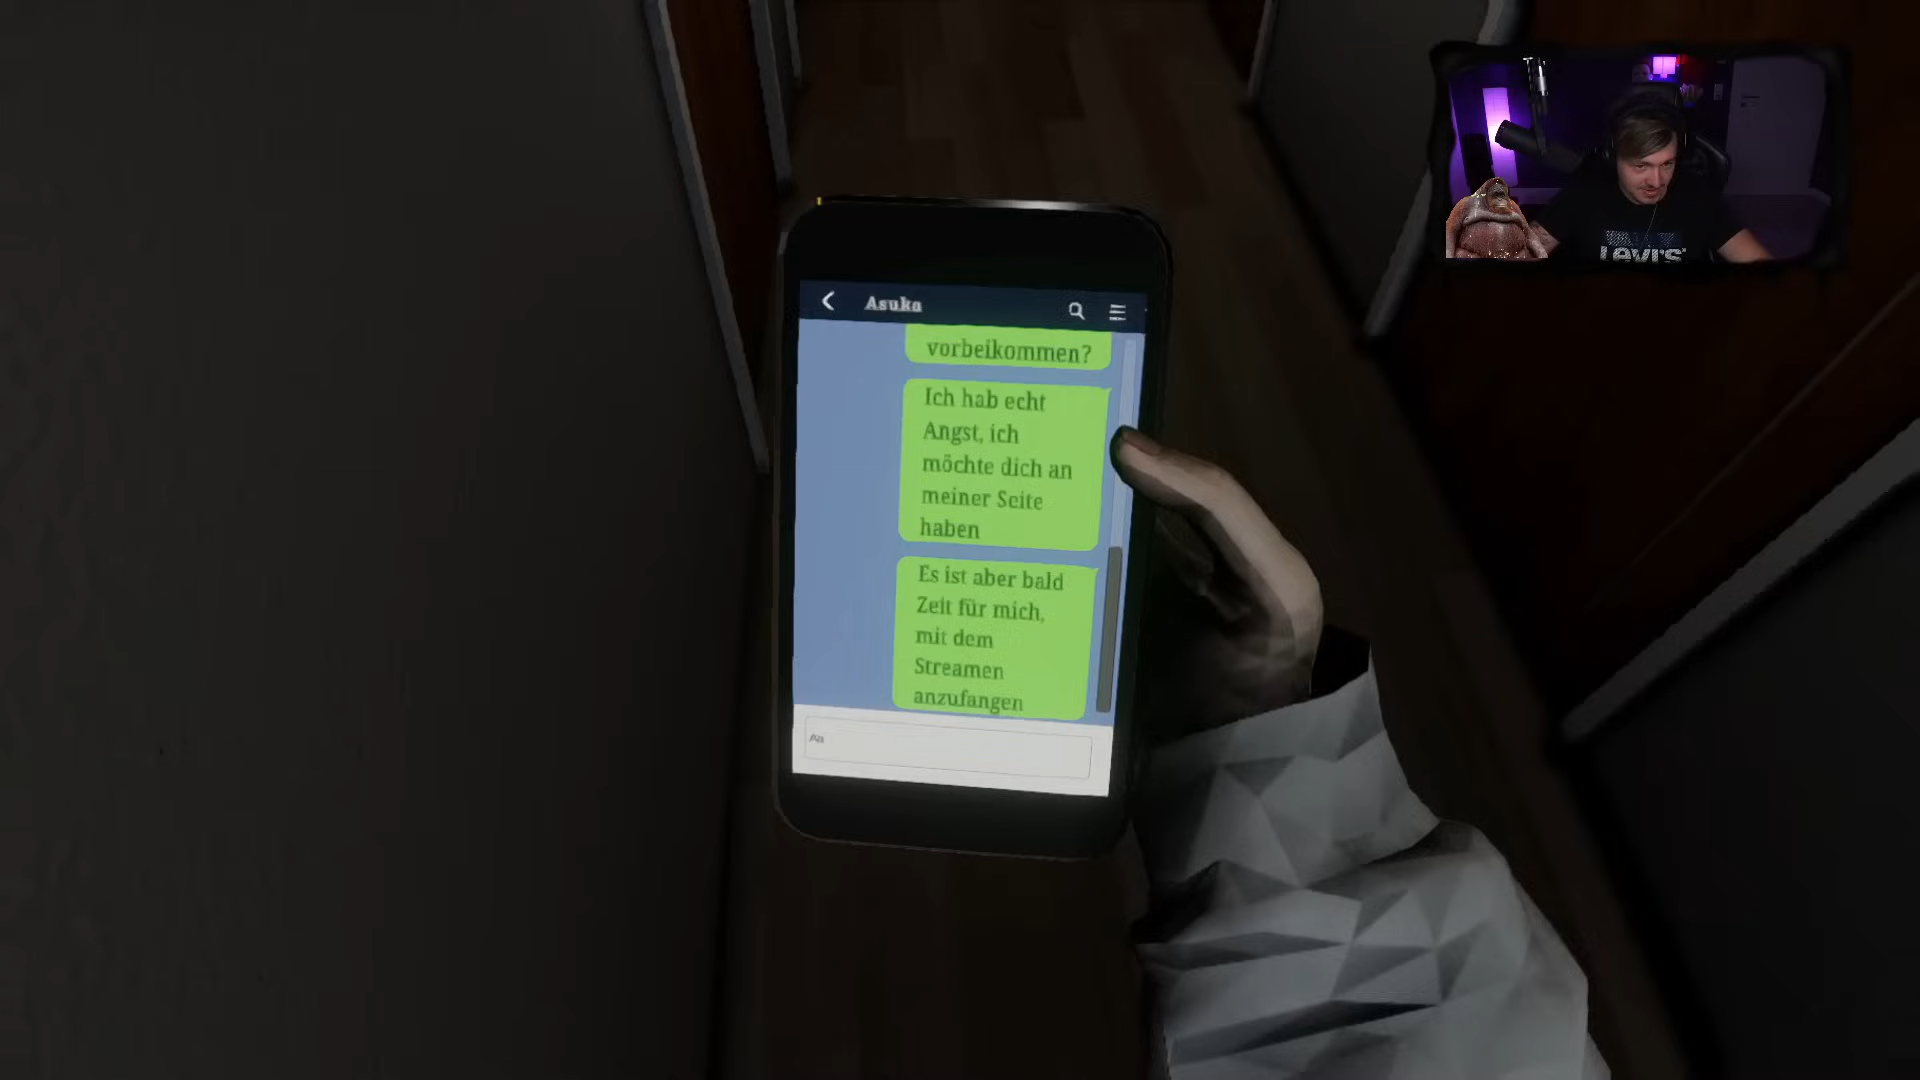 Asuka
vorbeikommen?
Ich hab echt
Angst, ich
möchte dich an
meiner Seite
haben
Es ist aber bald
Zeit für mich,
mit dem
Streamen
anzufangen
Aa
Levi's